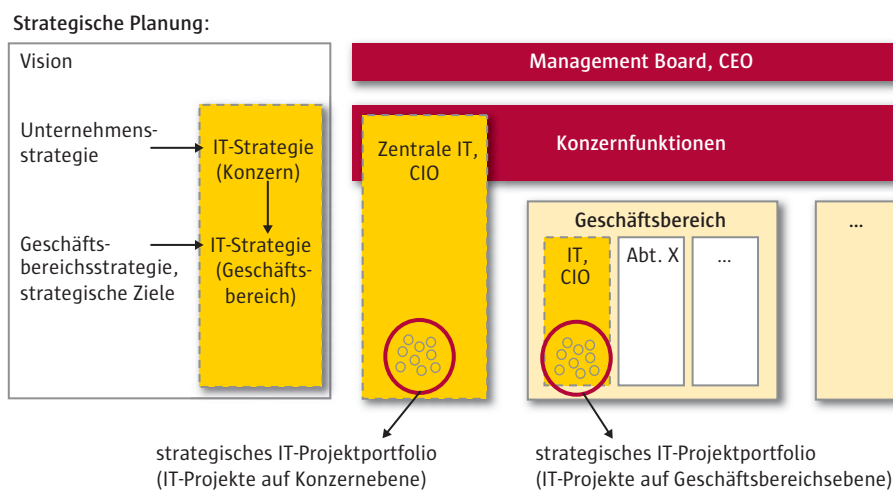 Strategische Planung:
Vision
Unternehmens-
strategie
IT-Strategie
(Konzern)
Geschäfts-
bereichsstrategie,
strategische Ziele
IT-Strategie
(Geschäfts-
bereich)
Management Board, CEO
Konzernfunktionen
Zentrale IT,
CIO
Geschäftsbereich
IT,
CIO
Abt. X
...
...
strategisches IT-Projektportfolio
(IT-Projekte auf Konzernebene)
strategisches IT-Projektportfolio
(IT-Projekte auf Geschäftsbereichsebene)